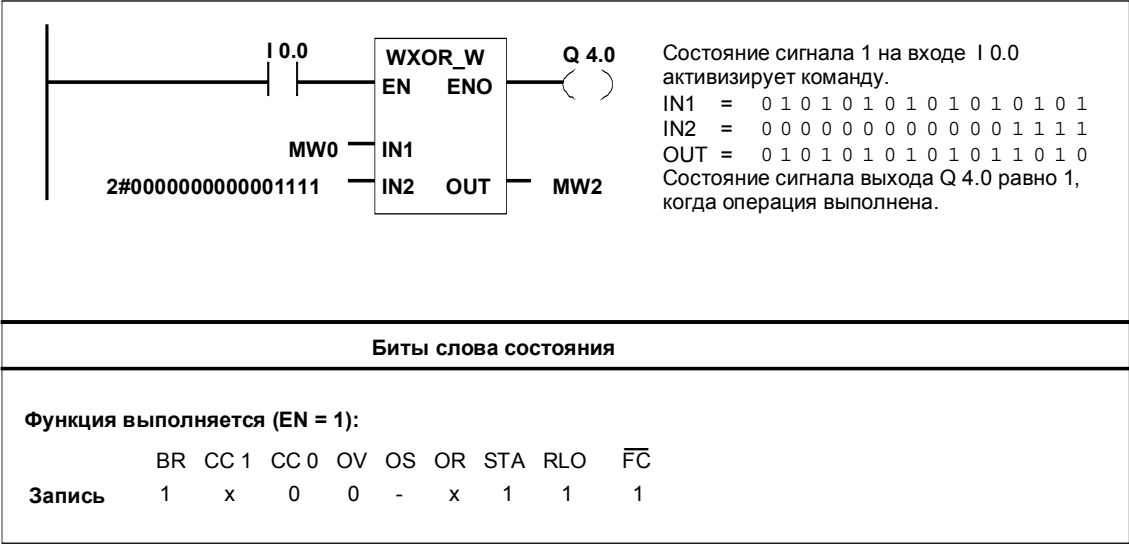 I 0.0
WXOR_W
Q 4.0
EN ENO
MW0
IN1
2#0000000000001111
IN2 OUT
MW2
Состояние сигнала 1 на входе I 0.0
активизирует команду.
IN1 = 0 1 0 1 0 1 0 1 0 1 0 1 0 1 0 1
IN2 = 0 0 0 0 0 0 0 0 0 0 0 0 1 1 1 1
OUT = 0 1 0 1 0 1 0 1 0 1 0 1 1 0 1 0
Состояние сигнала выхода Q 4.0 равно 1,
когда операция выполнена.
Биты слова состояния
Функция выполняется (EN = 1):
BR CC 1 CC 0 OV OS OR STA RLO F̅C̅
Запись 1 x 0 0 - x 1 1 1